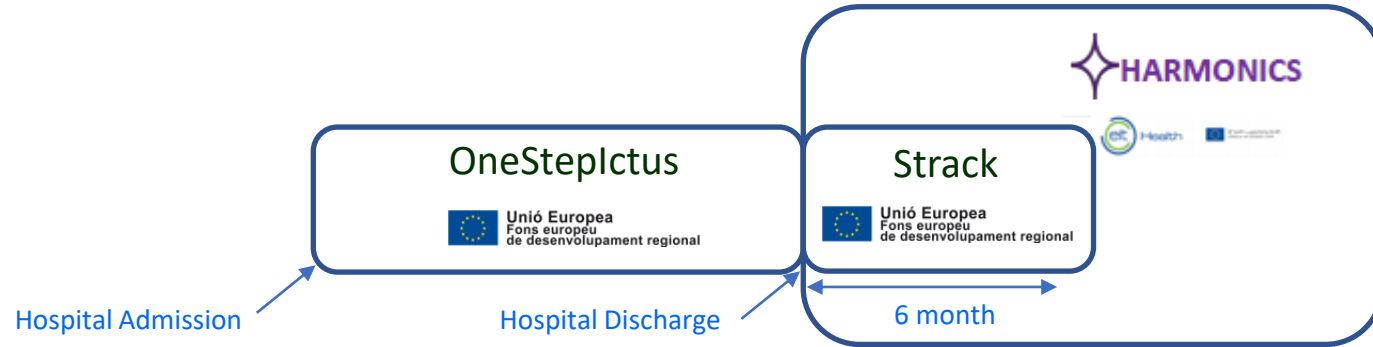 HARMONICS
eit Health
OneStepIctus
Strack
Unió Europea
Fons europeu
de desenvolupament regional
Unió Europea
Fons europeu
de desenvolupament regional
Hospital Admission
Hospital Discharge
6 month